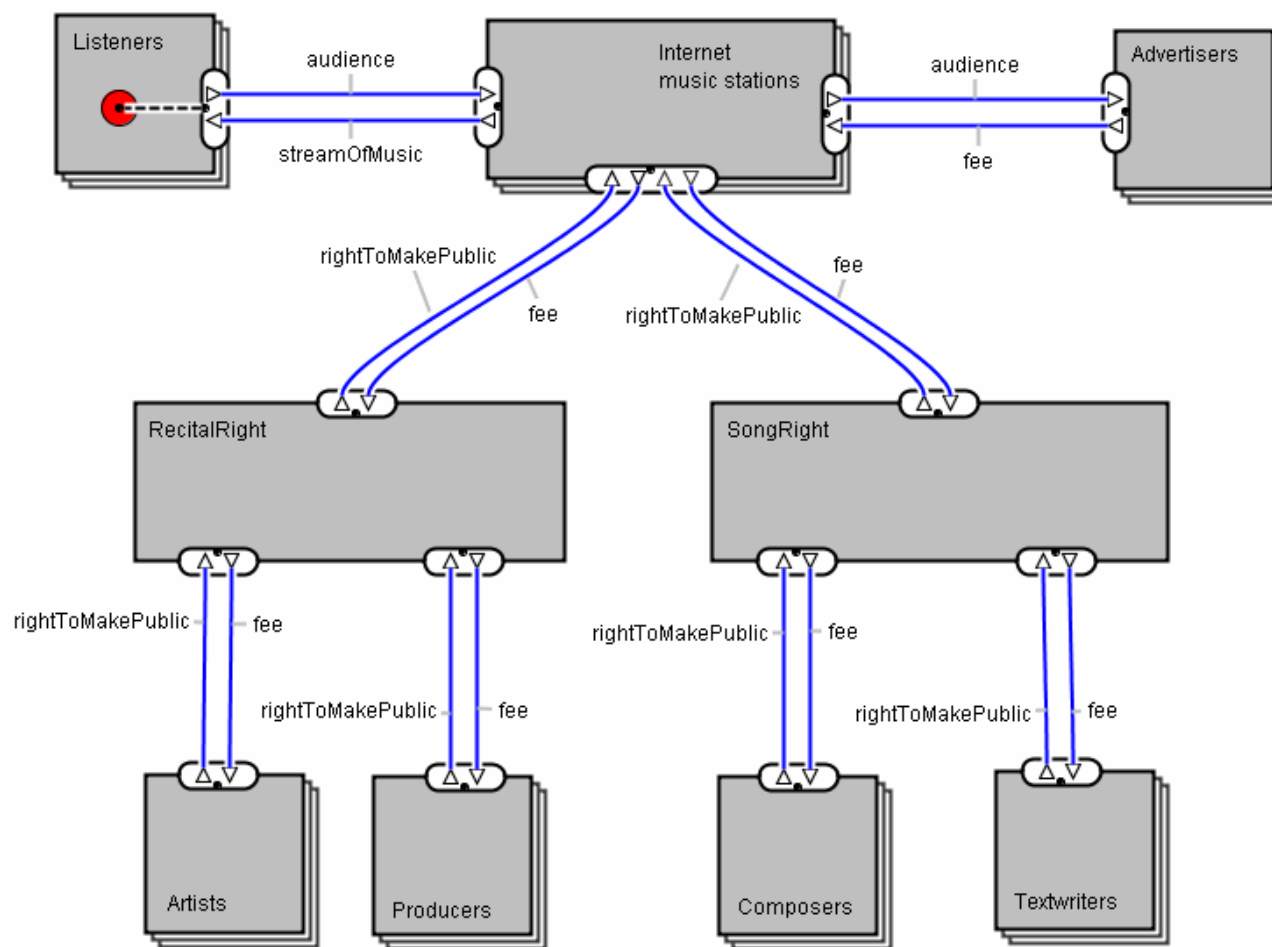 Listeners
audience
streamOfMusic
Internet
music stations
audience
fee
Advertisers
rightToMakePublic
fee
rightToMakePublic
fee
RecitalRight
SongRight
rightToMakePublic
fee
rightToMakePublic
fee
rightToMakePublic
fee
rightToMakePublic
fee
Artists
Producers
Composers
Textwriters